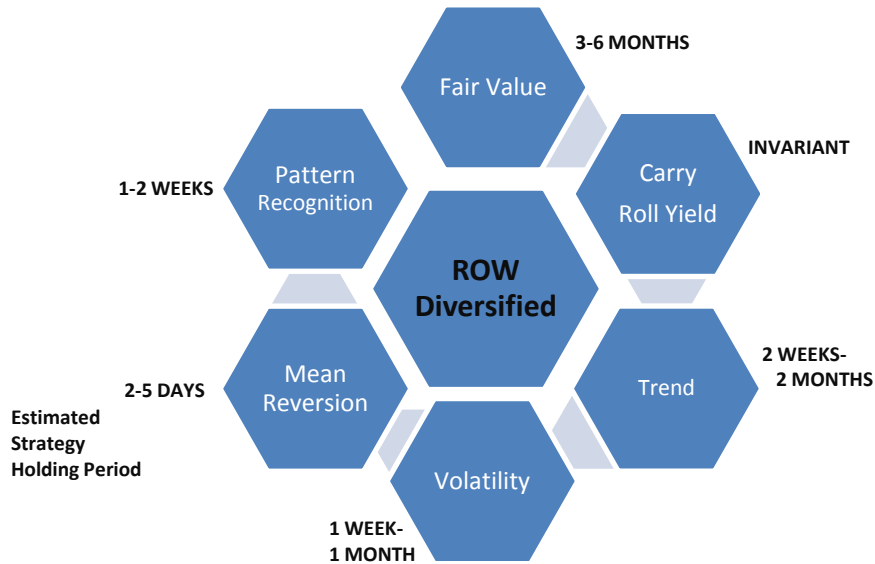 3-6 MONTHS
Fair Value
INVARIANT
Carry
Roll Yield
Pattern
Recognition
1-2 WEEKS
ROW
Diversified
2 WEEKS-
2 MONTHS
Trend
Mean
Reversion
2-5 DAYS
Estimated
Strategy
Holding Period
Volatility
1 WEEK-
1 MONTH